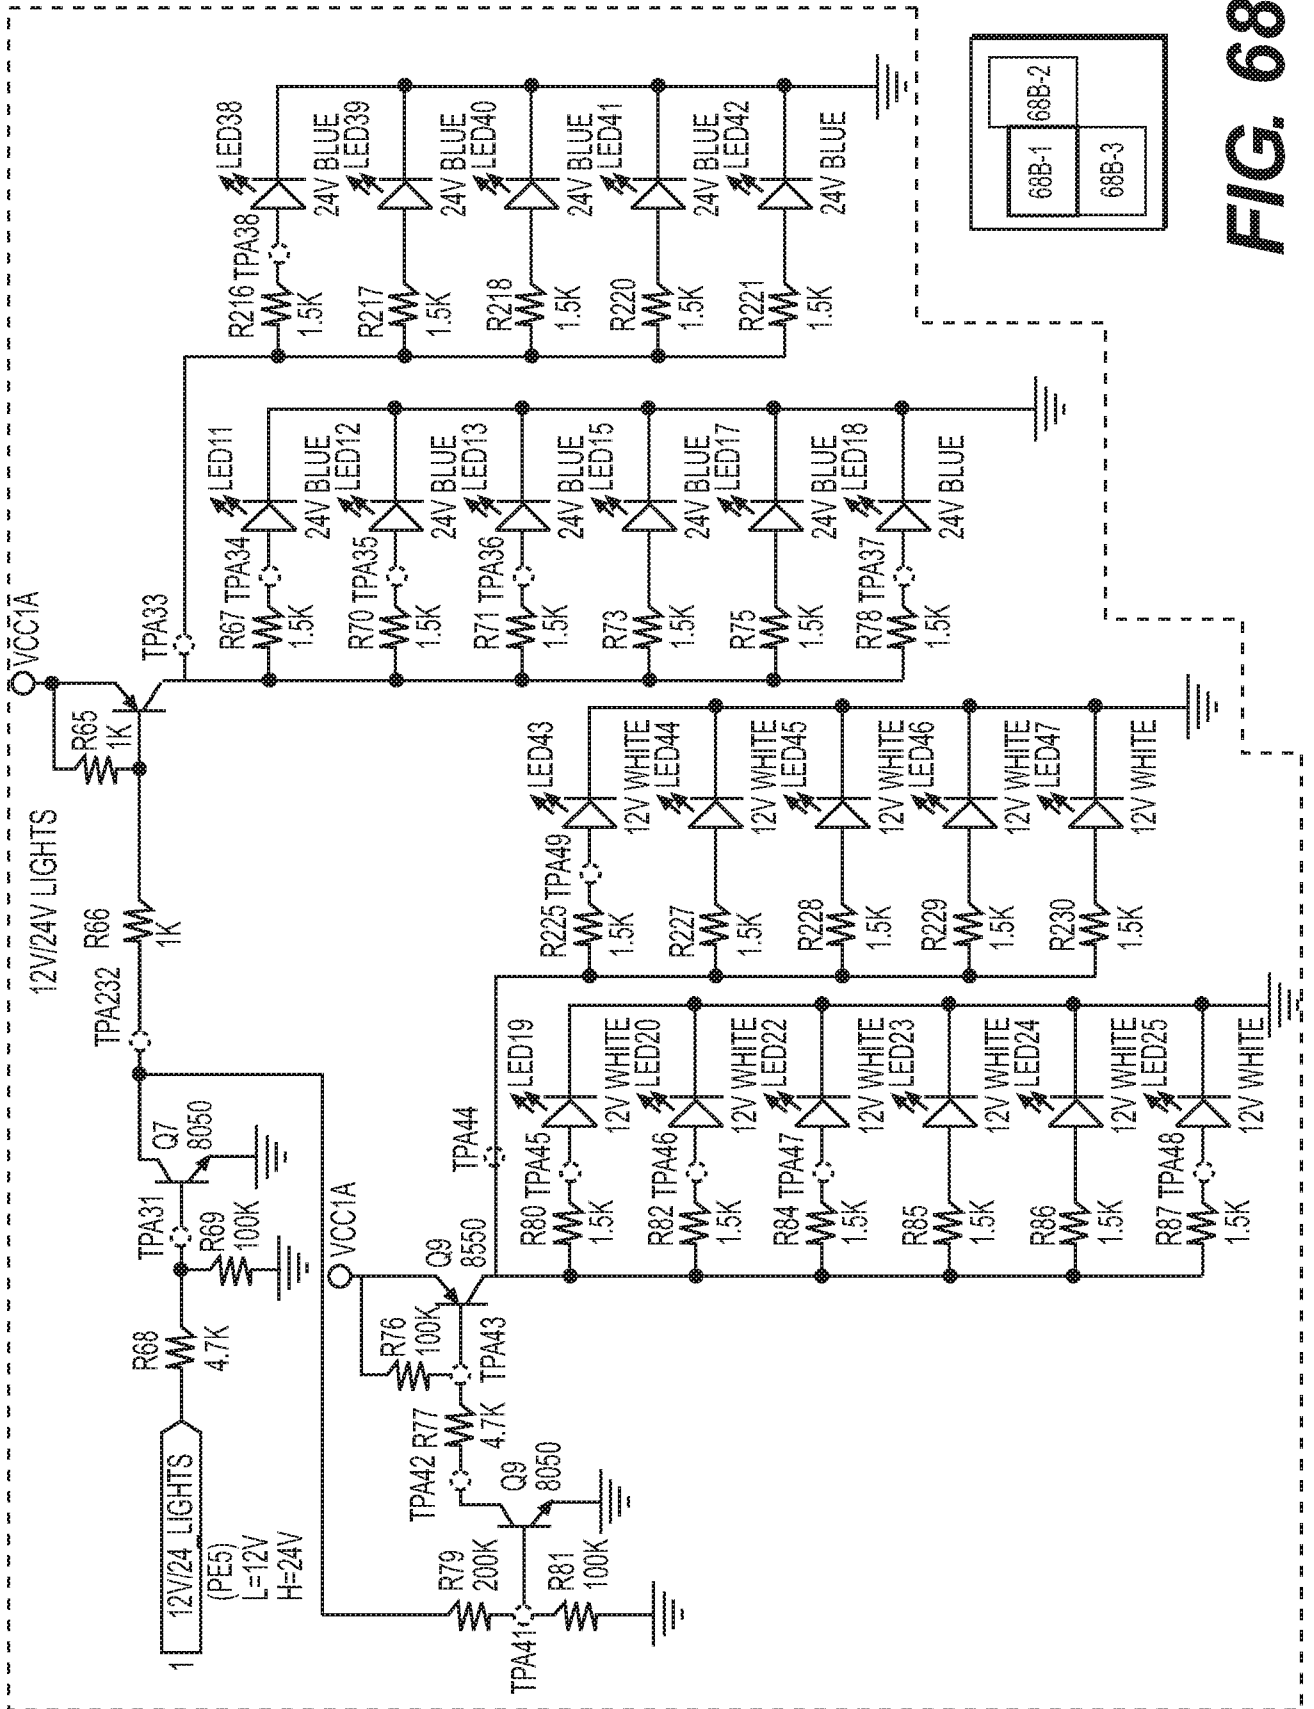 12V/24V LIGHTS
1
12V/24 LIGHTS
(PE5)
L=12V
H=24V
R68
4.7K
TPA31
R69
100K
Q7
8050
TPA232
R66
1K
R65
1K
VCC1A
TPA33
R216 TPA38
1.5K
LED38
24V BLUE
R217
1.5K
LED39
24V BLUE
R218
1.5K
LED40
24V BLUE
R220
1.5K
LED41
24V BLUE
R221
1.5K
LED42
24V BLUE
R67 TPA34
1.5K
LED11
24V BLUE
R70 TPA35
1.5K
LED12
24V BLUE
R71 TPA36
1.5K
LED13
24V BLUE
R73
1.5K
LED15
24V BLUE
R75
1.5K
LED17
24V BLUE
R78 TPA37
1.5K
LED18
24V BLUE
R225 TPA49
1.5K
LED43
12V WHITE
R227
1.5K
LED44
12V WHITE
R228
1.5K
LED45
12V WHITE
R229
1.5K
LED46
12V WHITE
R230
1.5K
LED47
12V WHITE
VCC1A
Q9
8550
R76
100K
TPA43
TPA42 R77
4.7K
Q9
8050
R79
200K
R81
100K
TPA41
TPA44
R80 TPA45
1.5K
LED19
12V WHITE
R82 TPA46
1.5K
LED20
12V WHITE
R84 TPA47
1.5K
LED22
12V WHITE
R85
1.5K
LED23
12V WHITE
R86
1.5K
LED24
12V WHITE
R87 TPA48
1.5K
LED25
12V WHITE
68B-1
68B-2
68B-3
FIG. 68